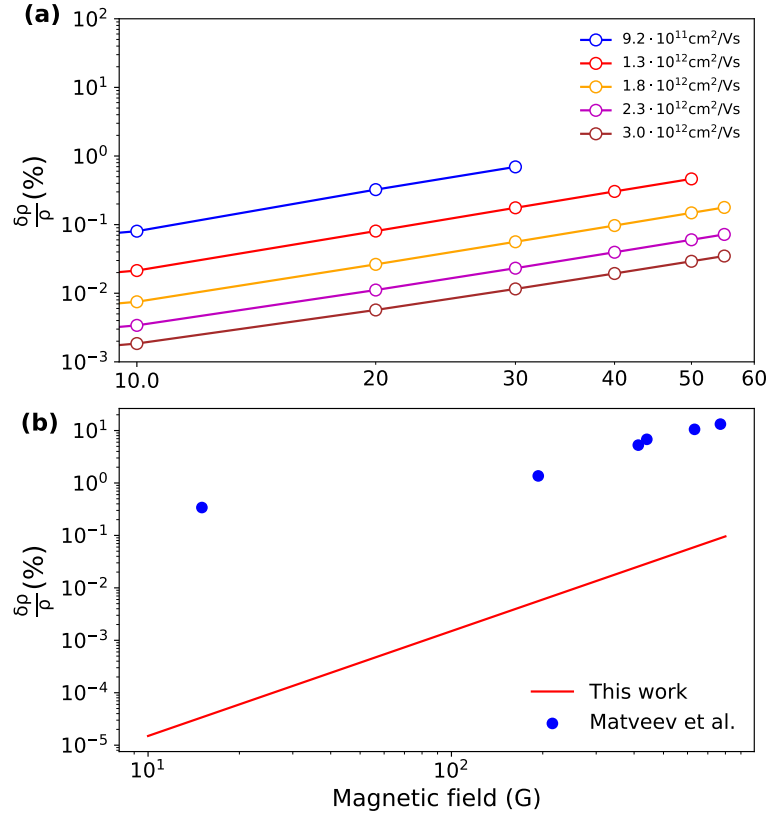 (a)
10²
10¹
10⁰
10⁻¹
10⁻²
10⁻³
δρ/ρ (%)
9.2 · 10¹¹cm²/Vs
1.3 · 10¹²cm²/Vs
1.8 · 10¹²cm²/Vs
2.3 · 10¹²cm²/Vs
3.0 · 10¹²cm²/Vs
10.0 20 30 40 50 60
(b)
10¹
10⁰
10⁻¹
10⁻²
10⁻³
10⁻⁴
10⁻⁵
δρ/ρ (%)
This work
Matveev et al.
10¹ 10²
Magnetic field (G)